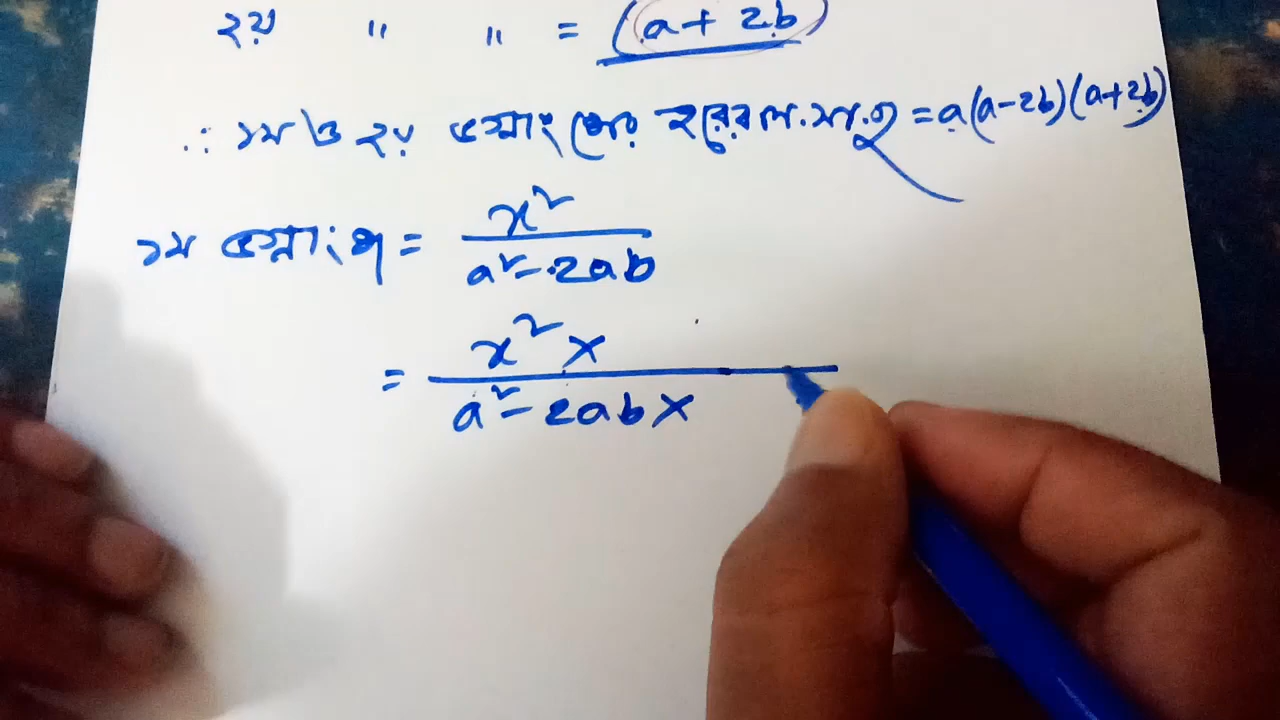 ২য় " " = (a + 2b)
∴ ১ম ও ২য় ভগ্নাংশের হরের ল.সা.গু = a(a-2b)(a+2b)
১ম ভগ্নাংশ = x² / a² - 2ab
= x² × / a² - 2ab ×